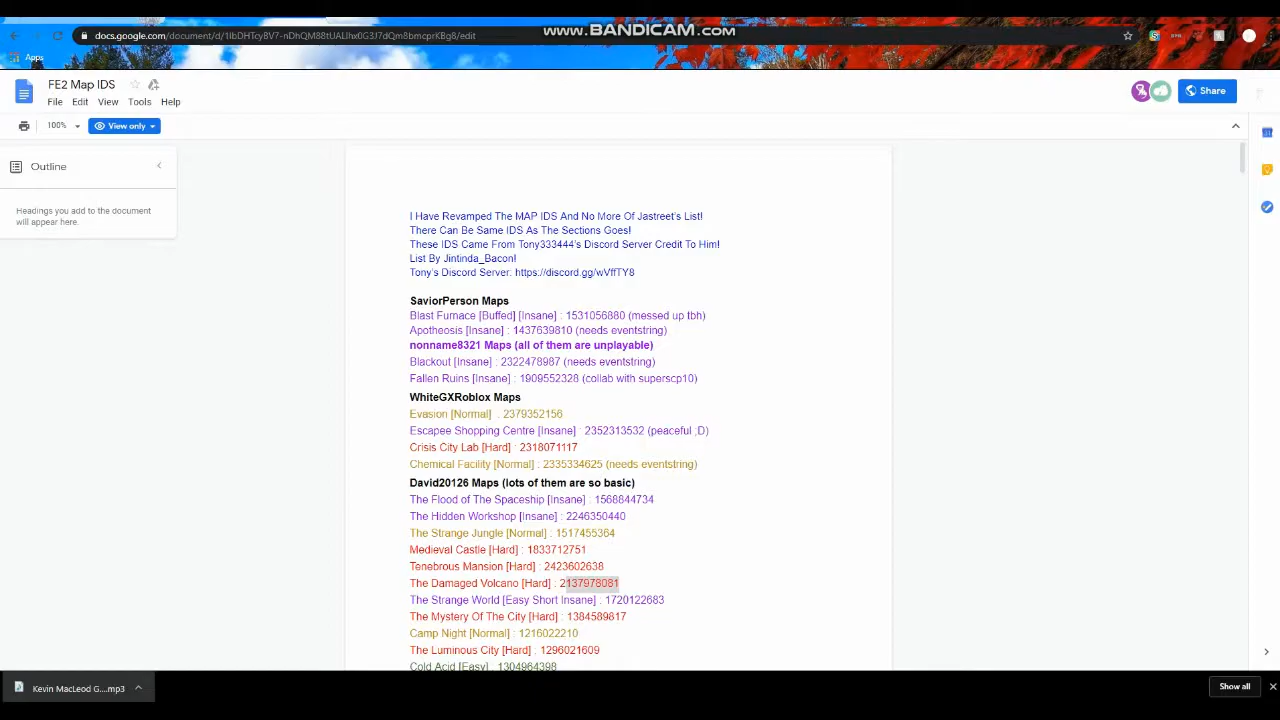 docs.google.com/document/d/1IbDHTcyBV7-nDhQM88tUALIhx0G3J7dQm8bmcprKBg8/edit
www.BANDICAM.com
Apps
FE2 Map IDS
File Edit View Tools Help
Share
100%
View only
Outline
Headings you add to the document
will appear here.
I Have Revamped The MAP IDS And No More Of Jastreet's List!
There Can Be Same IDS As The Sections Goes!
These IDS Came From Tony333444's Discord Server Credit To Him!
List By Jintinda_Bacon!
Tony's Discord Server: https://discord.gg/wVffTY8
SaviorPerson Maps
Blast Furnace [Buffed] [Insane] : 1531056880 (messed up tbh)
Apotheosis [Insane] : 1437639810 (needs eventstring)
nonname8321 Maps (all of them are unplayable)
Blackout [Insane] : 2322478987 (needs eventstring)
Fallen Ruins [Insane] : 1909552328 (collab with superscp10)
WhiteGXRoblox Maps
Evasion [Normal] : 2379352156
Escapee Shopping Centre [Insane] : 2352313532 (peaceful ;D)
Crisis City Lab [Hard] : 2318071117
Chemical Facility [Normal] : 2335334625 (needs eventstring)
David20126 Maps (lots of them are so basic)
The Flood of The Spaceship [Insane] : 1568844734
The Hidden Workshop [Insane] : 2246350440
The Strange Jungle [Normal] : 1517455364
Medieval Castle [Hard] : 1833712751
Tenebrous Mansion [Hard] : 2423602638
The Damaged Volcano [Hard] : 2137978081
The Strange World [Easy Short Insane] : 1720122683
The Mystery Of The City [Hard] : 1384589817
Camp Night [Normal] : 1216022210
The Luminous City [Hard] : 1296021609
Cold Acid [Easy] : 1304964398
Kevin MacLeod G....mp3
Show all